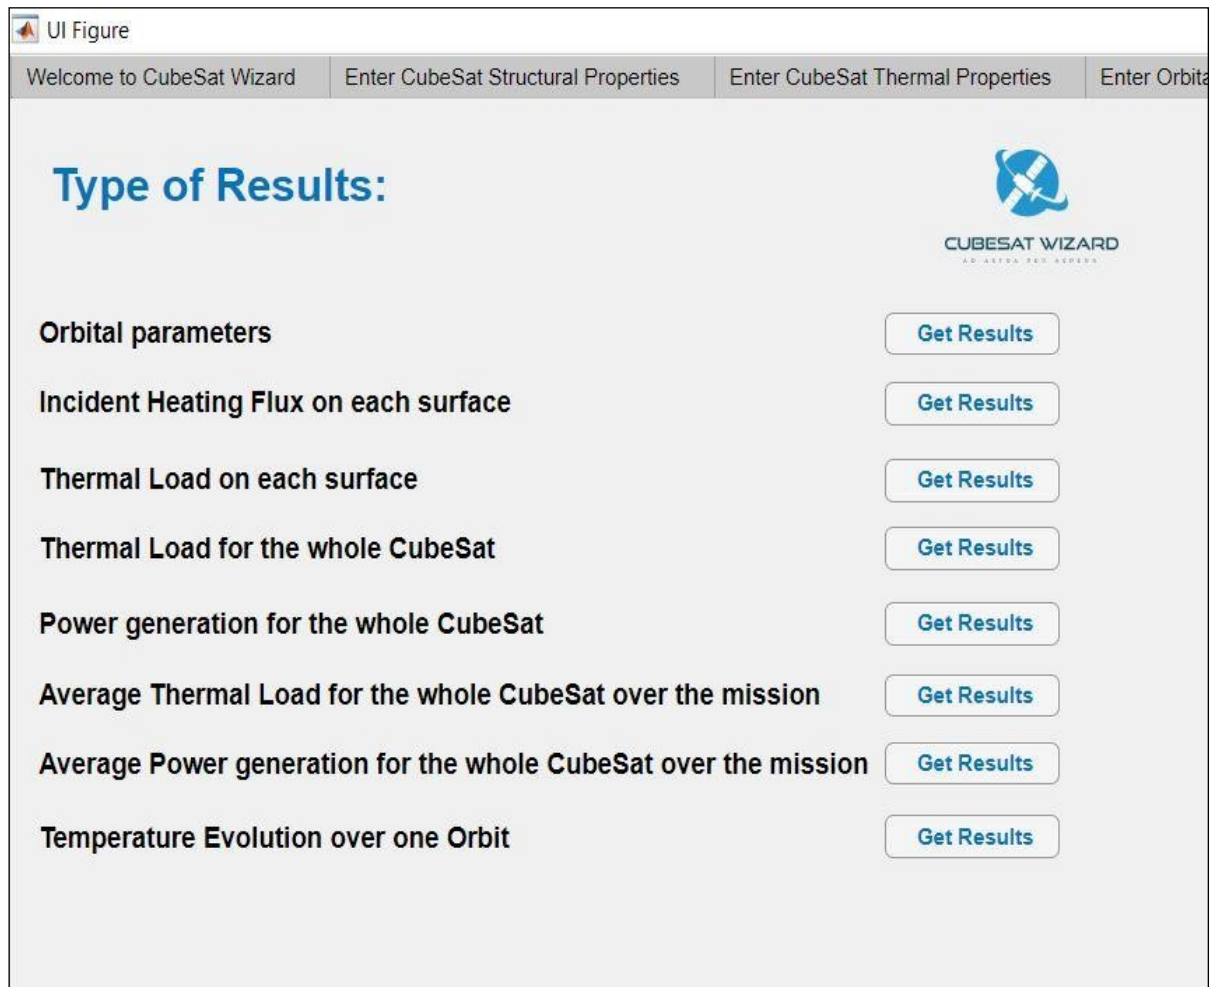 UI Figure
Welcome to CubeSat Wizard Enter CubeSat Structural Properties Enter CubeSat Thermal Properties Enter Orbita
Type of Results:
CUBESAT WIZARD
Orbital parameters Get Results
Incident Heating Flux on each surface Get Results
Thermal Load on each surface Get Results
Thermal Load for the whole CubeSat Get Results
Power generation for the whole CubeSat Get Results
Average Thermal Load for the whole CubeSat over the mission Get Results
Average Power generation for the whole CubeSat over the mission Get Results
Temperature Evolution over one Orbit Get Results